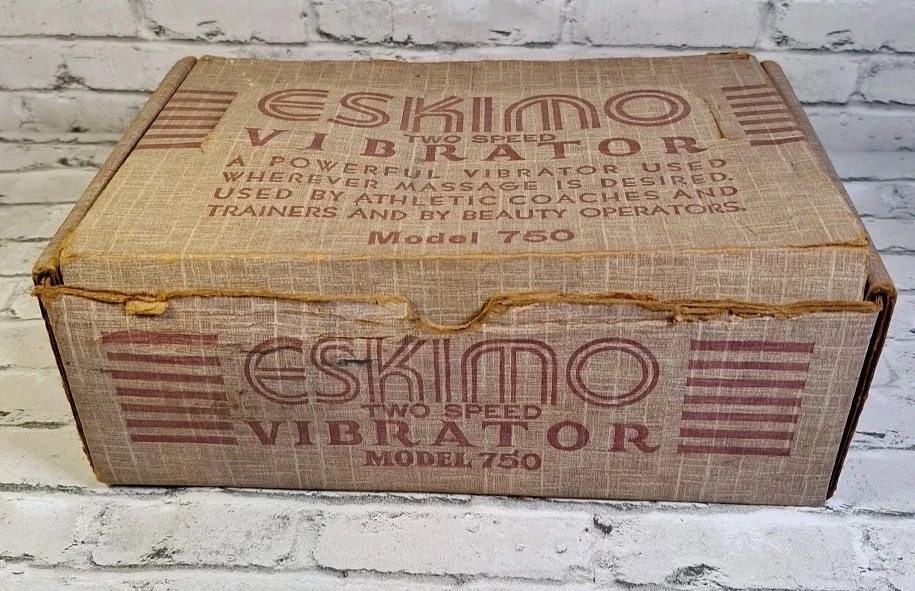 ESKIMO
TWO SPEED
VIBRATOR
A POWERFUL VIBRATOR USED
WHEREVER MASSAGE IS DESIRED.
USED BY ATHLETIC COACHES AND
TRAINERS AND BY BEAUTY OPERATORS.
Model 750
ESKIMO
TWO SPEED
VIBRATOR
MODEL 750